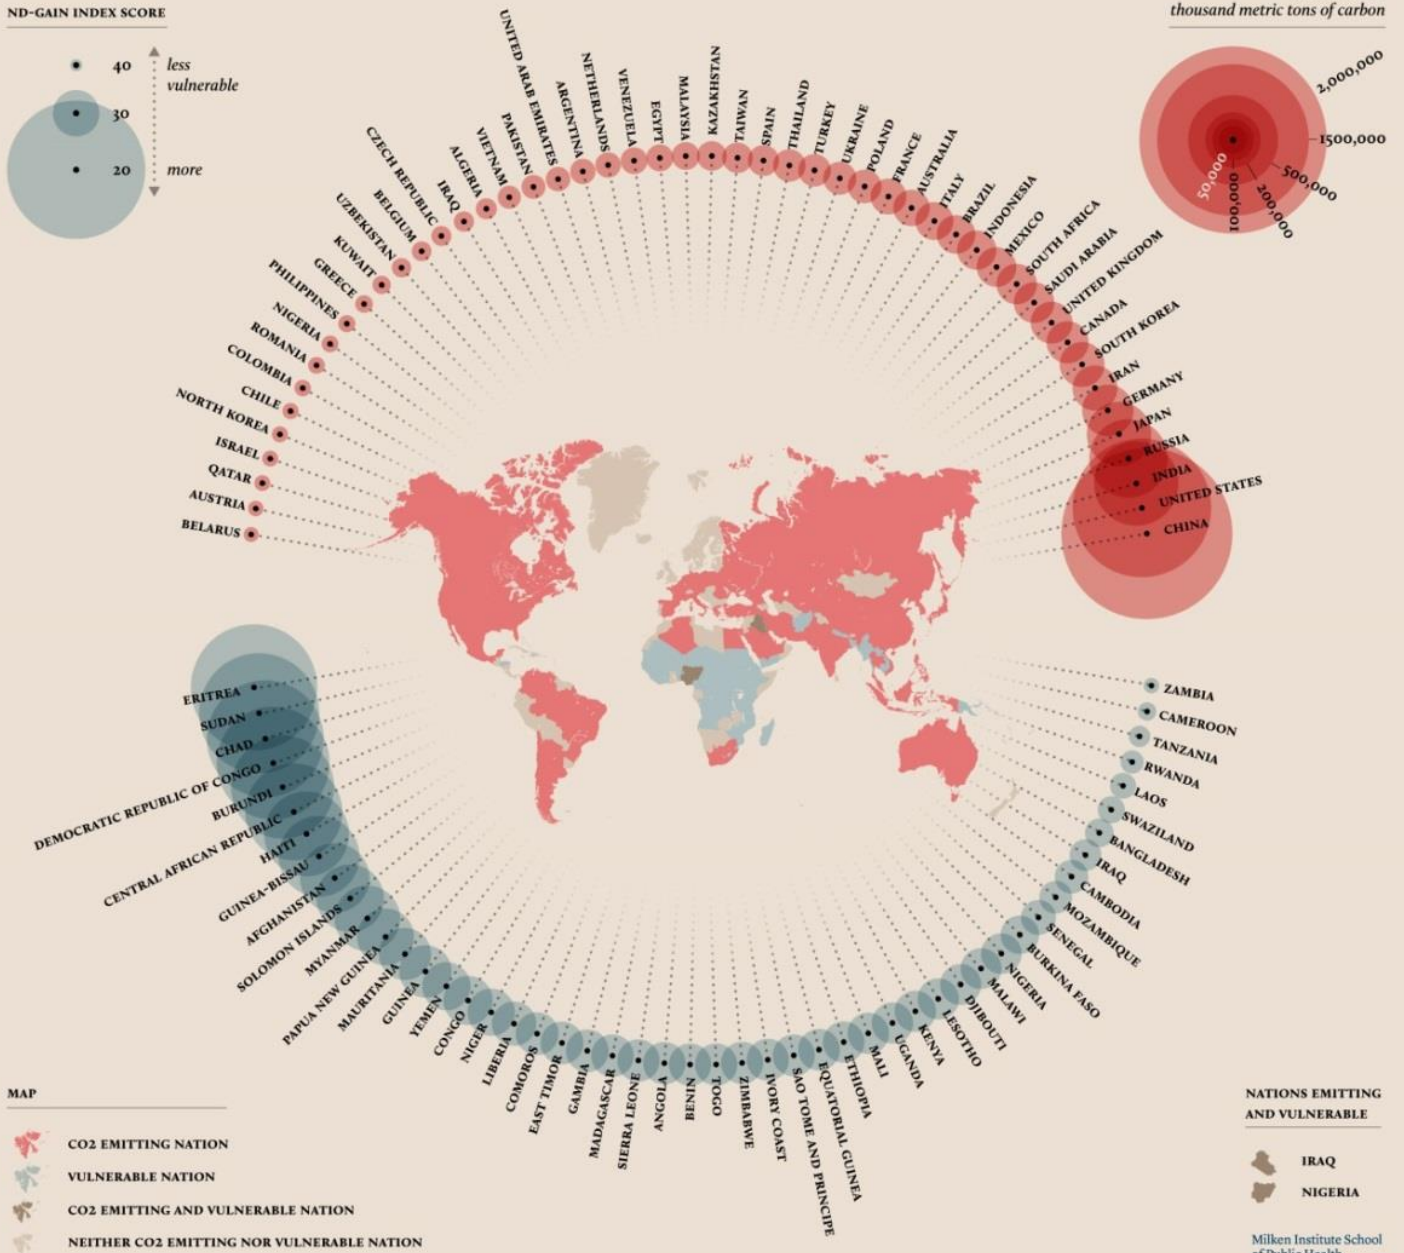 ND-GAIN INDEX SCORE
40
less
vulnerable
30
20
more
thousand metric tons of carbon
2,000,000
1500,000
500,000
200,000
100,000
50,000
BELARUS
AUSTRIA
QATAR
ISRAEL
NORTH KOREA
CHILE
COLOMBIA
ROMANIA
NIGERIA
PHILIPPINES
GREECE
KUWAIT
UZBEKISTAN
BELGIUM
CZECH REPUBLIC
IRAQ
ALGERIA
VIETNAM
PAKISTAN
UNITED ARAB EMIRATES
ARGENTINA
NETHERLANDS
VENEZUELA
EGYPT
MALAYSIA
KAZAKHSTAN
TAIWAN
SPAIN
THAILAND
TURKEY
UKRAINE
POLAND
FRANCE
AUSTRALIA
ITALY
BRAZIL
INDONESIA
MEXICO
SOUTH AFRICA
SAUDI ARABIA
UNITED KINGDOM
CANADA
SOUTH KOREA
IRAN
GERMANY
JAPAN
RUSSIA
INDIA
UNITED STATES
CHINA
ERITREA
SUDAN
CHAD
DEMOCRATIC REPUBLIC OF CONGO
BURUNDI
CENTRAL AFRICAN REPUBLIC
HAITI
GUINEA-BISSAU
AFGHANISTAN
SOLOMON ISLANDS
MYANMAR
PAPUA NEW GUINEA
MAURITANIA
GUINEA
YEMEN
CONGO
NIGER
LIBERIA
COMOROS
EAST TIMOR
GAMBIA
MADAGASCAR
SIERRA LEONE
ANGOLA
BENIN
TOGO
ZIMBABWE
IVORY COAST
SAO TOME AND PRINCIPE
EQUATORIAL GUINEA
ETHIOPIA
MALI
UGANDA
KENYA
LESOTHO
DJIBOUTI
MALAWI
NIGERIA
BURKINA FASO
SENEGAL
MOZAMBIQUE
CAMBODIA
IRAQ
BANGLADESH
SWAZILAND
LAOS
RWANDA
TANZANIA
CAMEROON
ZAMBIA
MAP
CO2 EMITTING NATION
VULNERABLE NATION
CO2 EMITTING AND VULNERABLE NATION
NEITHER CO2 EMITTING NOR VULNERABLE NATION
NATIONS EMITTING
AND VULNERABLE
IRAQ
NIGERIA
Milken Institute School
of Public Health